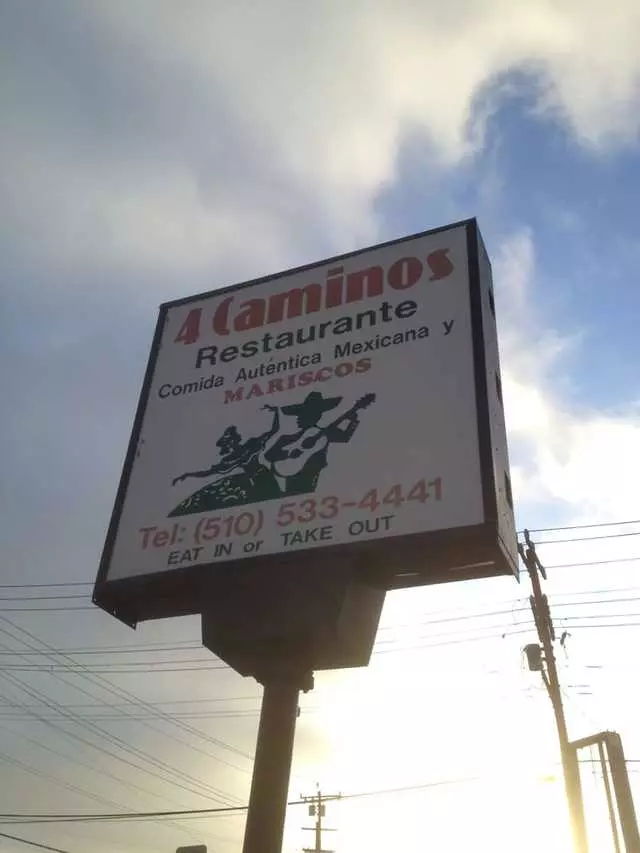 4 Caminos
Restaurante
Comida Auténtica Mexicana y
MARISCOS
Tel: (510) 533-4441
EAT IN or TAKE OUT